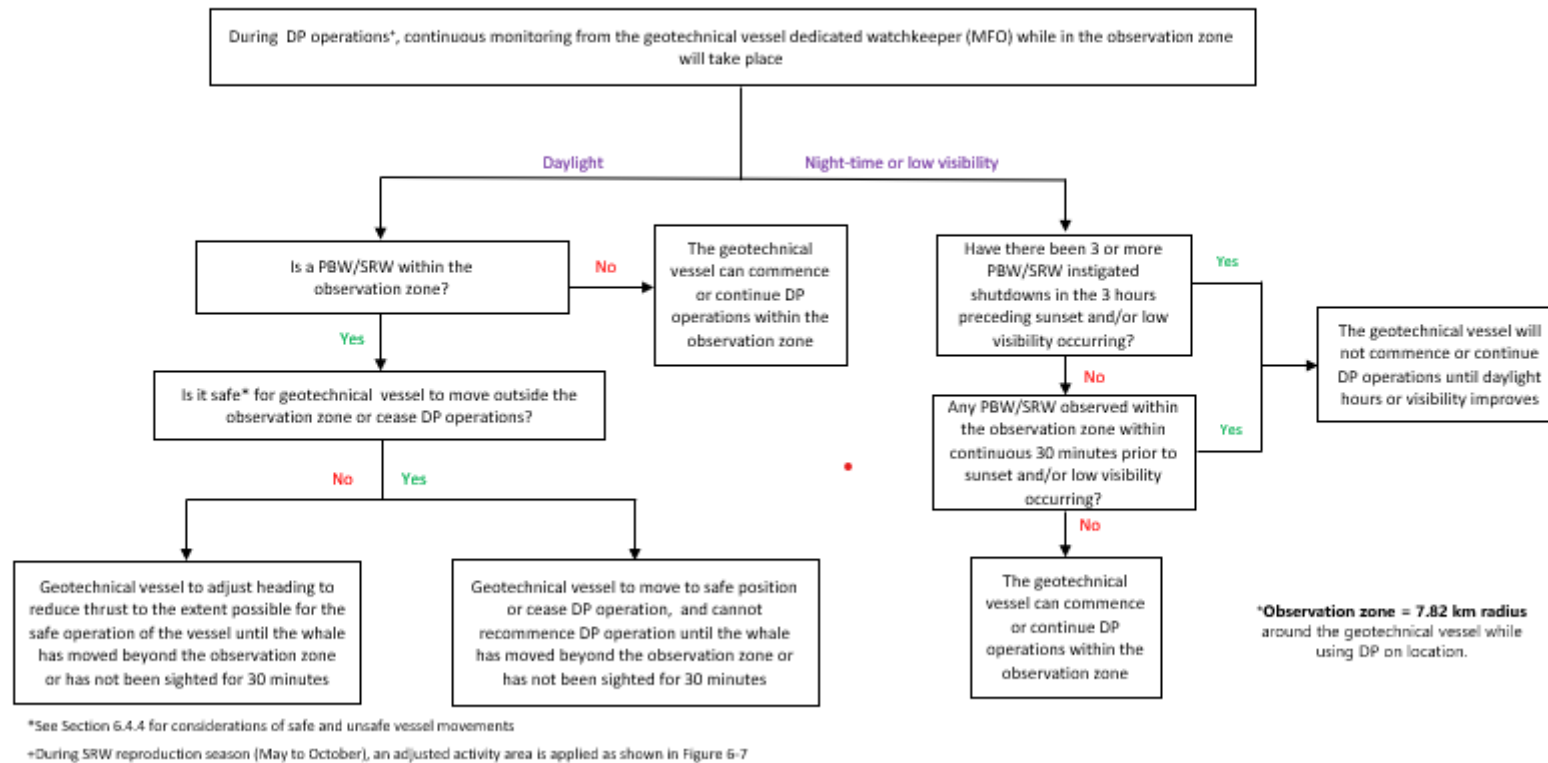 During DP operations⁺, continuous monitoring from the geotechnical vessel dedicated watchkeeper (MFO) while in the observation zone
will take place
Daylight
Night-time or low visibility
Is a PBW/SRW within the
observation zone?
No
The geotechnical
vessel can commence
or continue DP
operations within the
observation zone
Have there been 3 or more
PBW/SRW instigated
shutdowns in the 3 hours
preceding sunset and/or low
visibility occurring?
Yes
The geotechnical vessel will
not commence or continue
DP operations until daylight
hours or visibility improves
Yes
No
Is it safe* for geotechnical vessel to move outside the
observation zone or cease DP operations?
Any PBW/SRW observed within
the observation zone within
continuous 30 minutes prior to
sunset and/or low visibility
occurring?
Yes
No
Yes
No
Geotechnical vessel to adjust heading to
reduce thrust to the extent possible for the
safe operation of the vessel until the whale
has moved beyond the observation zone
or has not been sighted for 30 minutes
Geotechnical vessel to move to safe position
or cease DP operation, and cannot
recommence DP operation until the whale
has moved beyond the observation zone or
has not been sighted for 30 minutes
The geotechnical
vessel can commence
or continue DP
operations within the
observation zone
*Observation zone = 7.82 km radius
around the geotechnical vessel while
using DP on location.
*See Section 6.4.4 for considerations of safe and unsafe vessel movements
+During SRW reproduction season (May to October), an adjusted activity area is applied as shown in Figure 6-7